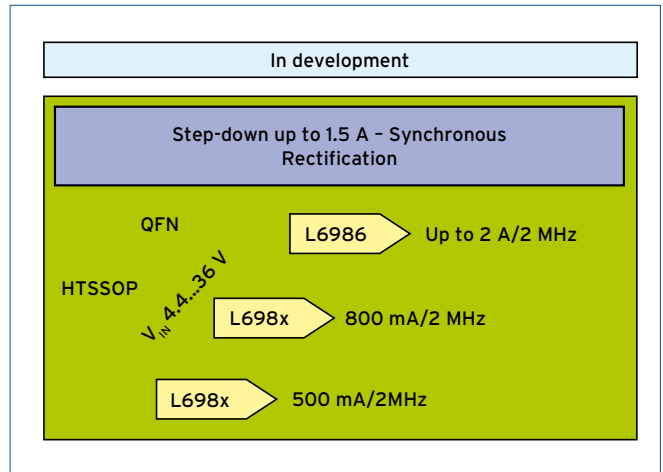 In development
Step-down up to 1.5 A – Synchronous
Rectification
QFN
L6986
Up to 2 A/2 MHz
HTSSOP
VIN 4.4...36 V
L698x
800 mA/2 MHz
L698x
500 mA/2MHz